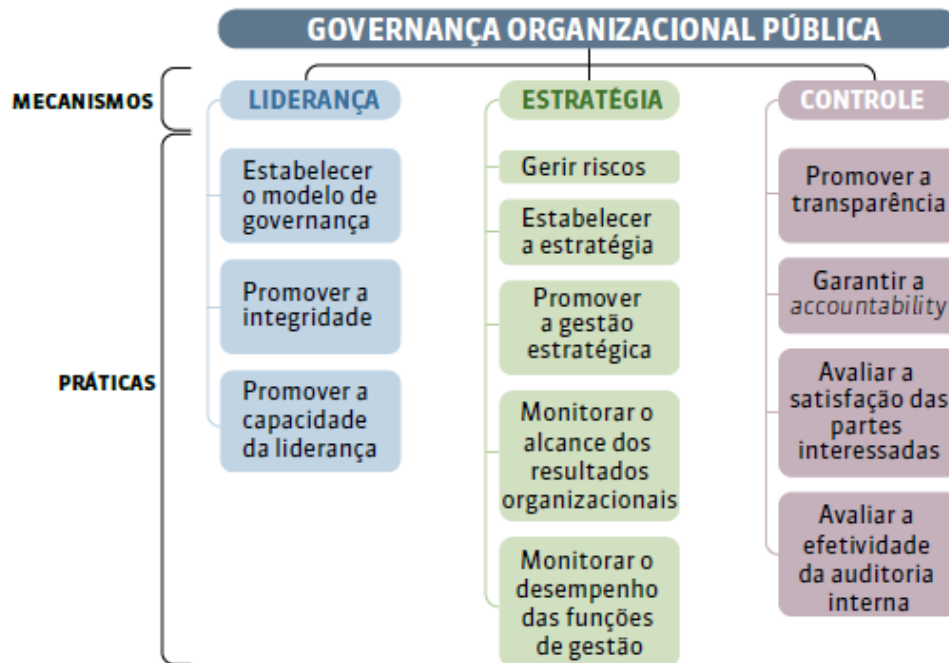 GOVERNANÇA ORGANIZACIONAL PÚBLICA
MECANISMOS
LIDERANÇA
ESTRATÉGIA
CONTROLE
PRÁTICAS
Estabelecer
o modelo de
governança
Promover a
integridade
Promover a
capacidade
da liderança
Gerir riscos
Estabelecer
a estratégia
Promover
a gestão
estratégica
Monitorar o
alcance dos
resultados
organizacionais
Monitorar o
desempenho
das funções
de gestão
Promover a
transparência
Garantir a
accountability
Avaliar a
satisfação das
partes
interessadas
Avaliar a
efetividade
da auditoria
interna